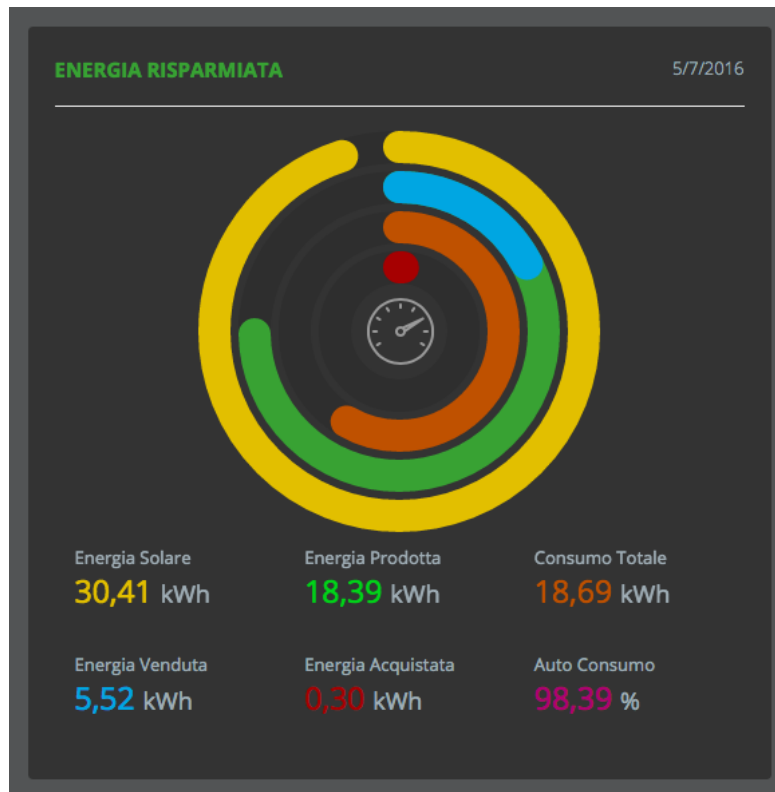 ENERGIA RISPARMIATA 5/7/2016
Energia Solare Energia Prodotta Consumo Totale
30,41 kWh 18,39 kWh 18,69 kWh
Energia Venduta Energia Acquistata Auto Consumo
5,52 kWh 0,30 kWh 98,39 %